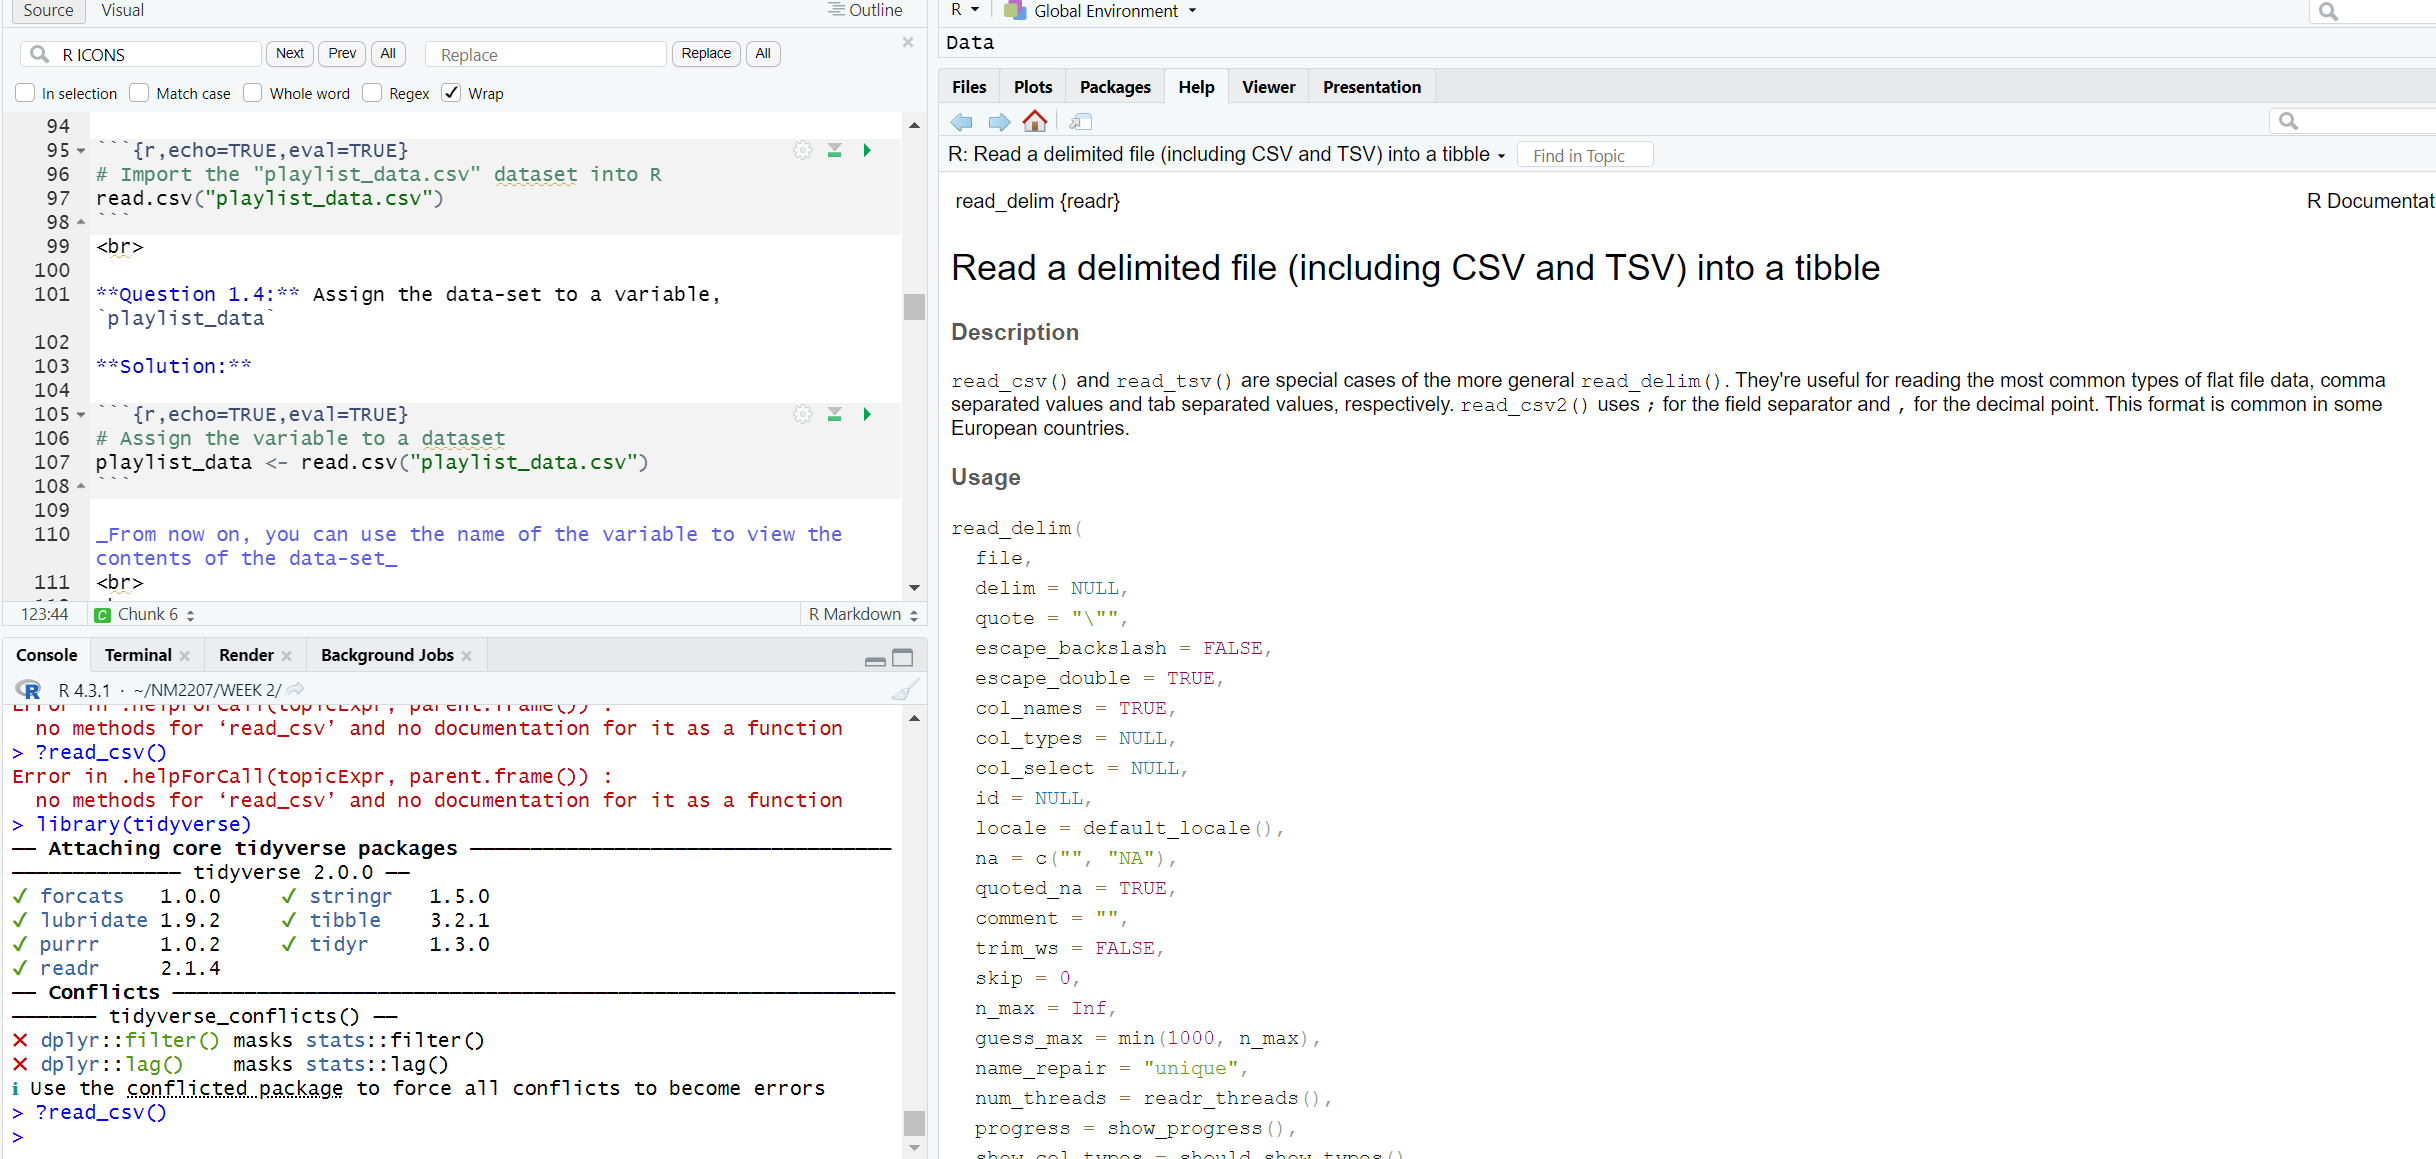 Source Visual Outline
R ICONS Next Prev All Replace Replace All
In selection Match case Whole word Regex Wrap
94
95 ```{r,echo=TRUE,eval=TRUE}
96 # Import the "playlist_data.csv" dataset into R
97 read.csv("playlist_data.csv")
98 ```
99 <br>
100
101 **Question 1.4:** Assign the data-set to a variable,
`playlist_data`
102
103 **Solution:**
104
105 ```{r,echo=TRUE,eval=TRUE}
106 # Assign the variable to a dataset
107 playlist_data <- read.csv("playlist_data.csv")
108 ```
109
110 _From now on, you can use the name of the variable to view the
contents of the data-set_
111 <br>
123:44 C Chunk 6 R Markdown
Console Terminal Render Background Jobs
R R 4.3.1 · ~/NM2207/WEEK 2/
Error in .helpForCall(topicExpr, parent.frame()) :
no methods for ‘read_csv’ and no documentation for it as a function
> ?read_csv()
Error in .helpForCall(topicExpr, parent.frame()) :
no methods for ‘read_csv’ and no documentation for it as a function
> library(tidyverse)
── Attaching core tidyverse packages ──────────────
────────────── tidyverse 2.0.0 ──
✓ forcats 1.0.0 ✓ stringr 1.5.0
✓ lubridate 1.9.2 ✓ tibble 3.2.1
✓ purrr 1.0.2 ✓ tidyr 1.3.0
✓ readr 2.1.4
── Conflicts ──────────────
─────── tidyverse_conflicts() ──
✕ dplyr::filter() masks stats::filter()
✕ dplyr::lag() masks stats::lag()
ℹ Use the conflicted package to force all conflicts to become errors
> ?read_csv()
>
R Global Environment
Data
Files Plots Packages Help Viewer Presentation
R: Read a delimited file (including CSV and TSV) into a tibble Find in Topic
read_delim {readr} R Documentat
Read a delimited file (including CSV and TSV) into a tibble
Description
read_csv() and read_tsv() are special cases of the more general read_delim(). They're useful for reading the most common types of flat file data, comma
separated values and tab separated values, respectively. read_csv2() uses ; for the field separator and , for the decimal point. This format is common in some
European countries.
Usage
read_delim(
file,
delim = NULL,
quote = "\"",
escape_backslash = FALSE,
escape_double = TRUE,
col_names = TRUE,
col_types = NULL,
col_select = NULL,
id = NULL,
locale = default_locale(),
na = c("", "NA"),
quoted_na = TRUE,
comment = "",
trim_ws = FALSE,
skip = 0,
n_max = Inf,
guess_max = min(1000, n_max),
name_repair = "unique",
num_threads = readr_threads(),
progress = show_progress(),
show_col_types = should_show_types()